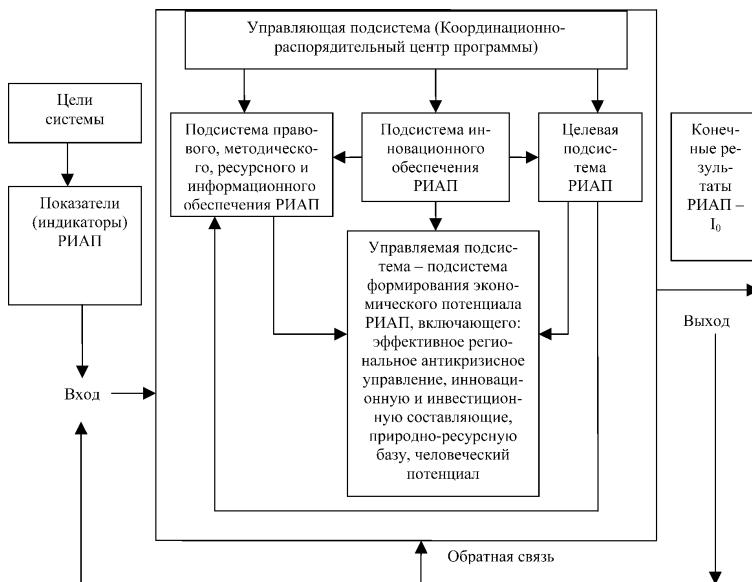 Управляющая подсистема (Координационно-
распорядительный центр программы)
Цели
системы
Подсистема право-
вого, методическо-
го, ресурсного и
информационного
обеспечения РИАП
Подсистема ин-
новационного
обеспечения
РИАП
Целевая
подсис-
тема
РИАП
Конеч-
ные ре-
зуль-
таты
РИАП –
I₀
Показатели
(индикаторы)
РИАП
Управляемая подсис-
тема – подсистема
формирования эконо-
мического потенциала
РИАП, включающего:
эффективное регио-
нальное антикризисное
управление, инноваци-
онную и инвестицион-
ную составляющие,
природно-ресурсную
базу, человеческий
потенциал
Выход
Вход
Обратная связь